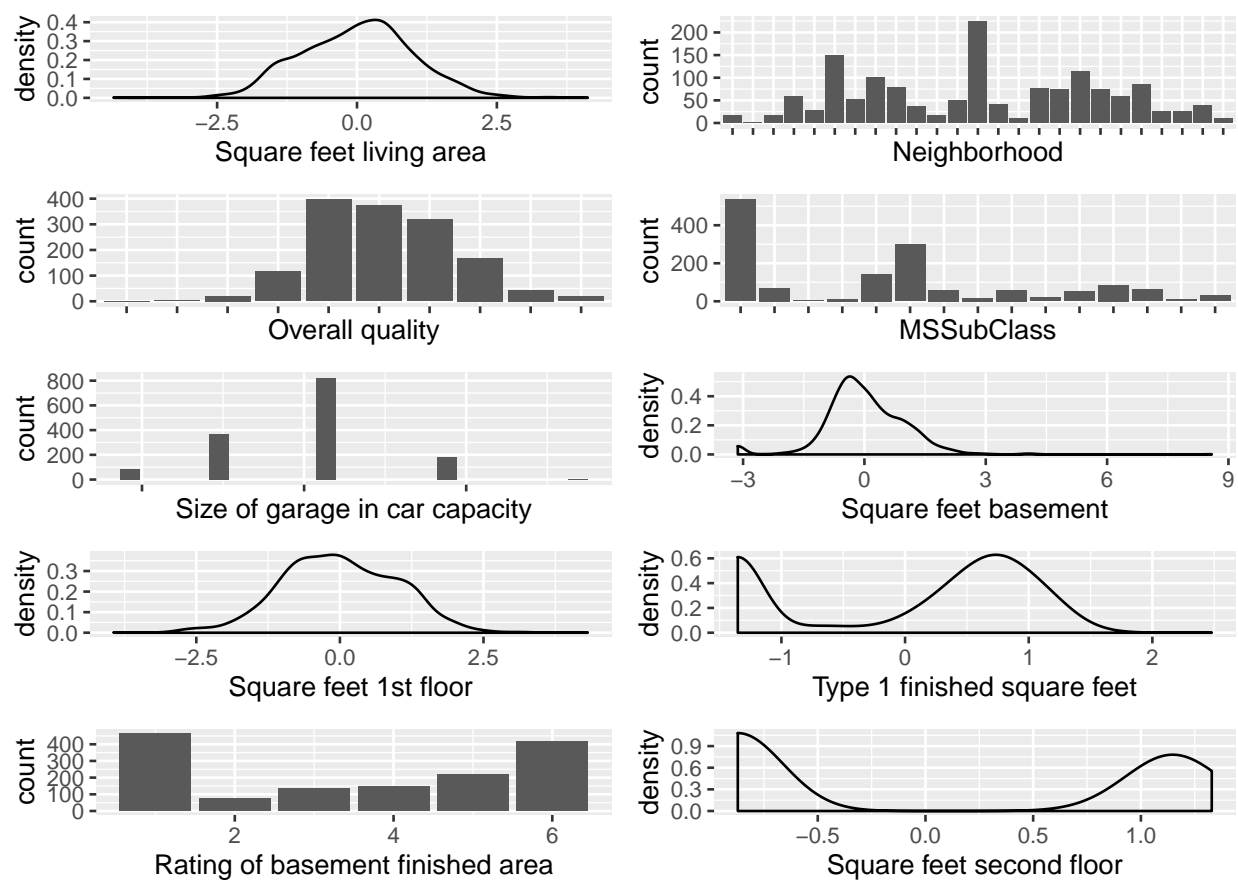 density
0.4
0.3
0.2
0.1
0.0
−2.5 0.0 2.5
Square feet living area
count
200
150
100
50
0
Neighborhood
count
400
300
200
100
0
Overall quality
count
400
200
0
MSSubClass
count
800
600
400
200
0
Size of garage in car capacity
density
0.4
0.2
0.0
−3 0 3 6 9
Square feet basement
density
0.3
0.2
0.1
0.0
−2.5 0.0 2.5
Square feet 1st floor
density
0.6
0.4
0.2
0.0
−1 0 1 2
Type 1 finished square feet
count
400
300
200
100
0
2 4 6
Rating of basement finished area
density
0.9
0.6
0.3
0.0
−0.5 0.0 0.5 1.0
Square feet second floor